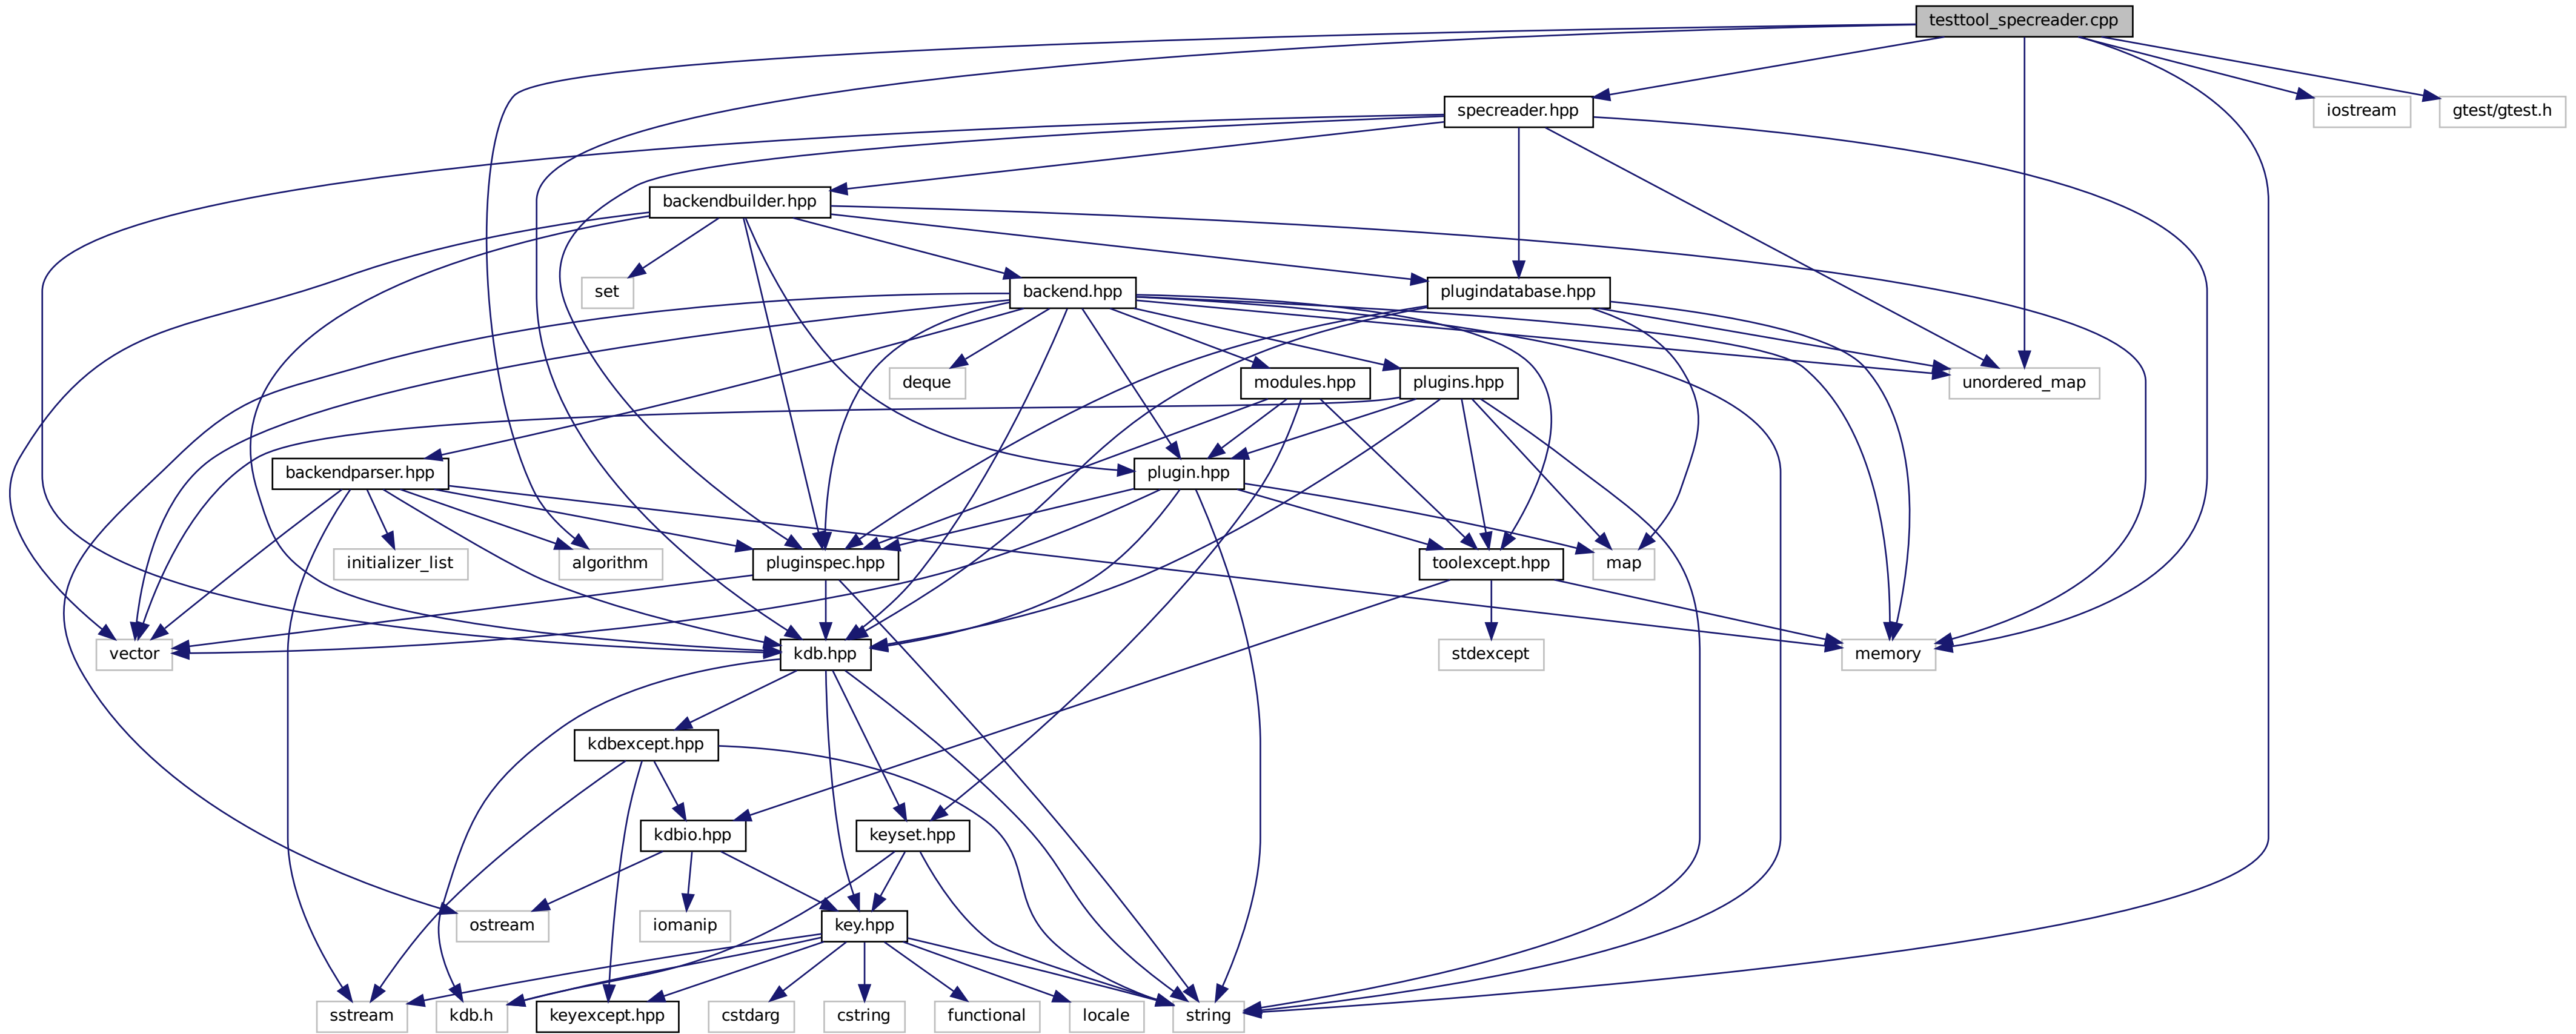 testtool_specreader.cpp
specreader.hpp
iostream
gtest/gtest.h
backendbuilder.hpp
set
backend.hpp
plugindatabase.hpp
deque
modules.hpp
plugins.hpp
unordered_map
backendparser.hpp
plugin.hpp
initializer_list
algorithm
pluginspec.hpp
toolexcept.hpp
map
vector
kdb.hpp
stdexcept
memory
kdbexcept.hpp
kdbio.hpp
keyset.hpp
ostream
iomanip
key.hpp
sstream
kdb.h
keyexcept.hpp
cstdarg
cstring
functional
locale
string